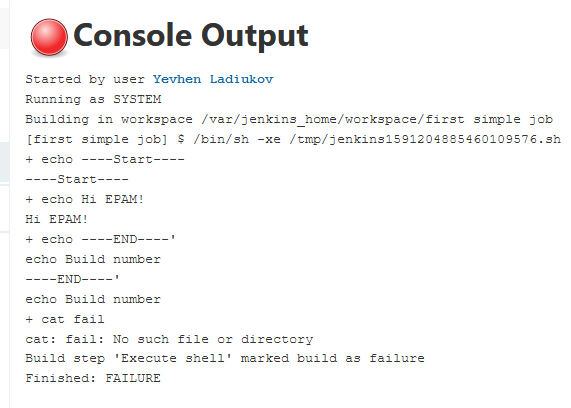 Console Output
Started by user Yevhen Ladiukov
Running as SYSTEM
Building in workspace /var/jenkins_home/workspace/first simple job
[first simple job] $ /bin/sh -xe /tmp/jenkins1591204885460109576.sh
+ echo ----Start----
----Start----
+ echo Hi EPAM!
Hi EPAM!
+ echo ----END----'
echo Build number
----END----'
echo Build number
+ cat fail
cat: fail: No such file or directory
Build step 'Execute shell' marked build as failure
Finished: FAILURE